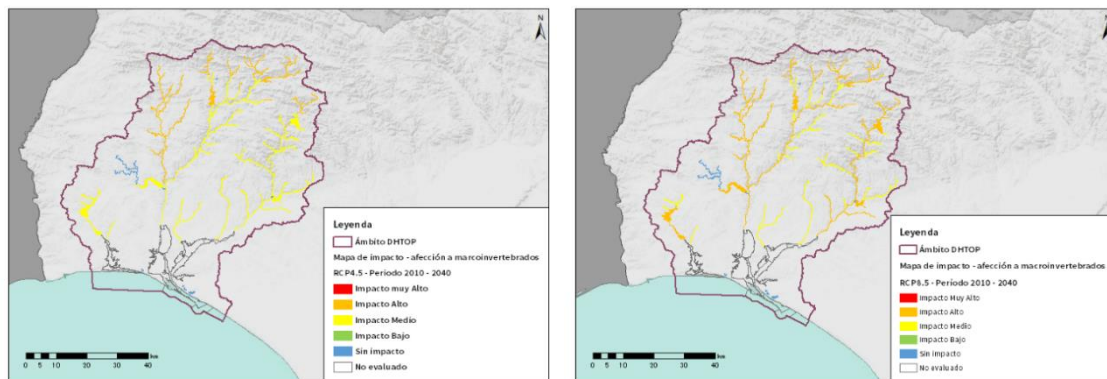 N
Leyenda
Ámbito DHTOP
Mapa de impacto - afección a marcoinvertebrados
RCP4.5 - Periodo 2010 - 2040
Impacto muy Alto
Impacto Alto
Impacto Medio
Impacto Bajo
Sin impacto
No evaluado
0 5 10 20 30 40 km
N
Leyenda
Ámbito DHTOP
Mapa de impacto - afección a macroinvertebrados
RCP8.5 - Período 2010 - 2040
Impacto Muy Alto
Impacto Alto
Impacto Medio
Impacto Bajo
Sin impacto
No evaluado
0 5 10 20 30 40 km